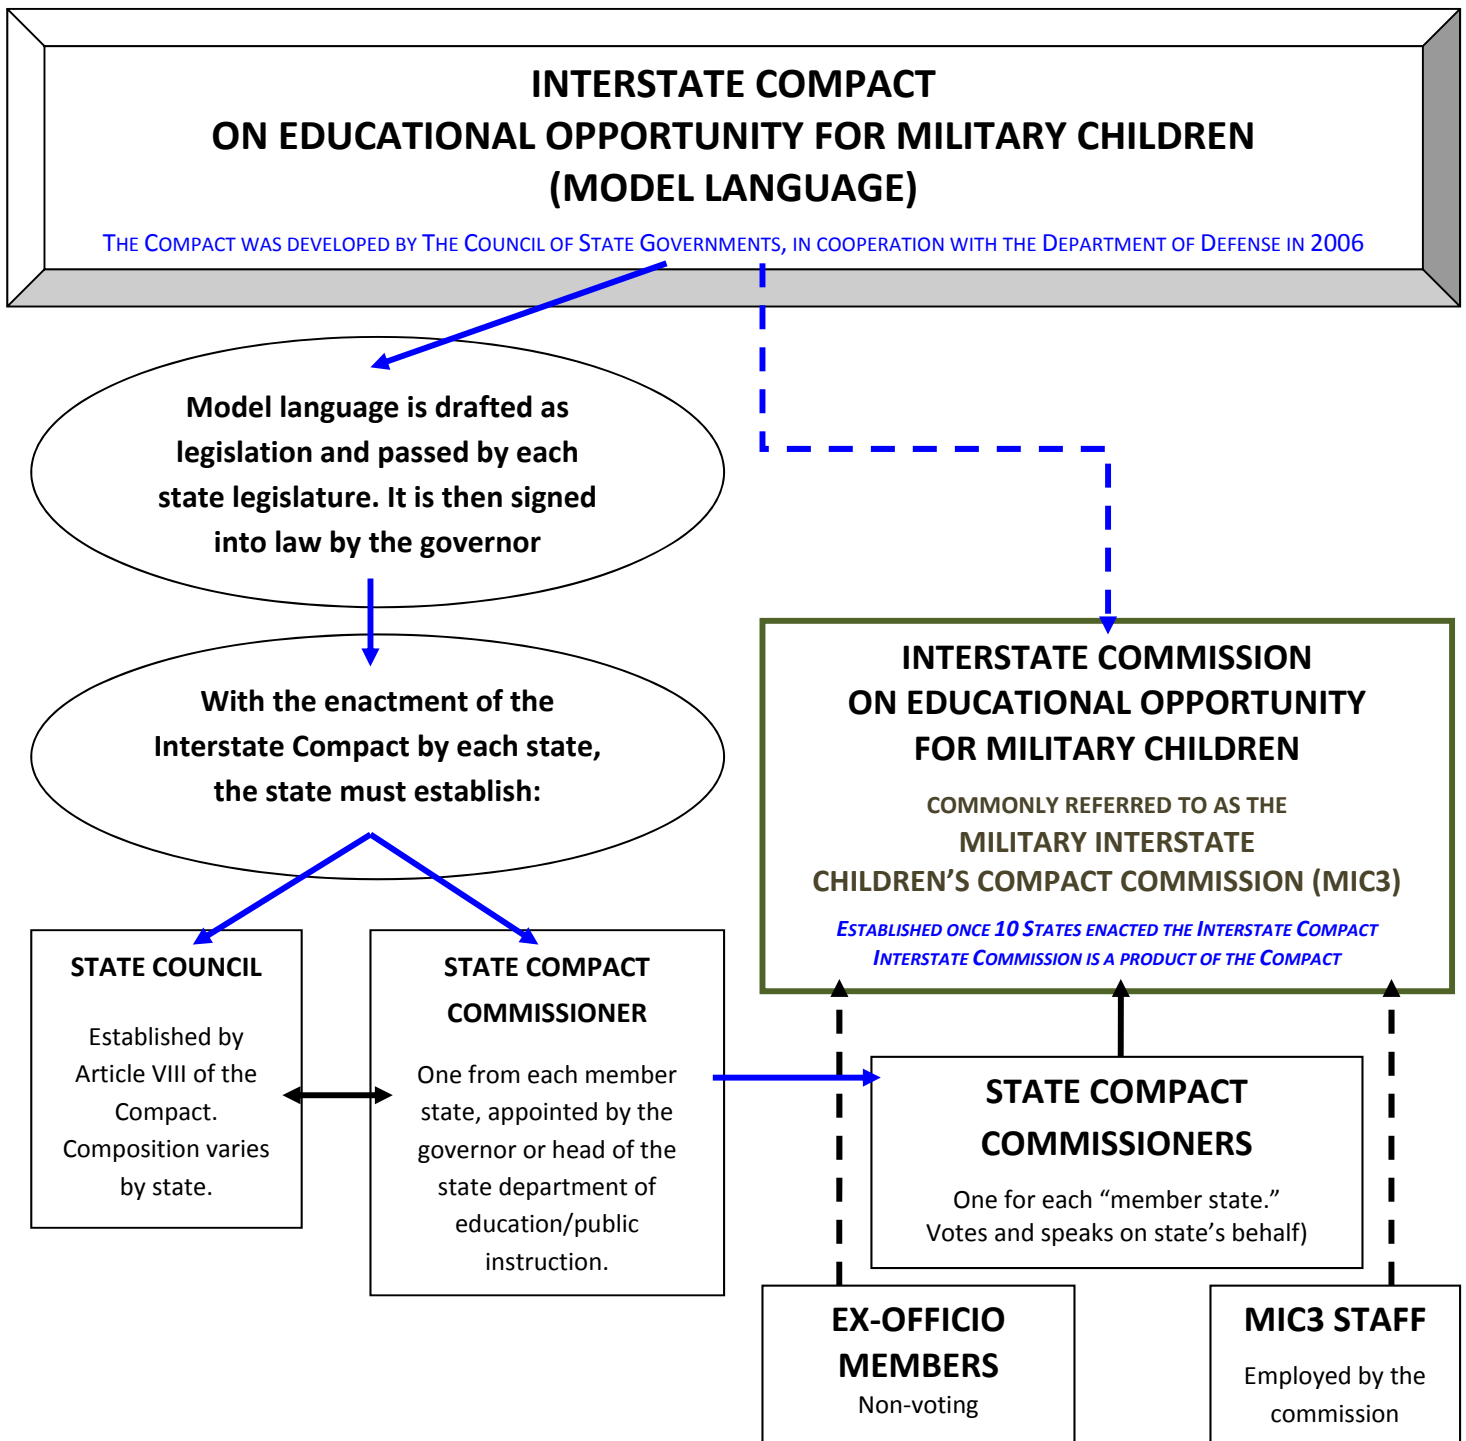 INTERSTATE COMPACT
ON EDUCATIONAL OPPORTUNITY FOR MILITARY CHILDREN
(MODEL LANGUAGE)
THE COMPACT WAS DEVELOPED BY THE COUNCIL OF STATE GOVERNMENTS, IN COOPERATION WITH THE DEPARTMENT OF DEFENSE IN 2006
Model language is drafted as
legislation and passed by each
state legislature. It is then signed
into law by the governor
With the enactment of the
Interstate Compact by each state,
the state must establish:
STATE COUNCIL
Established by
Article VIII of the
Compact.
Composition varies
by state.
STATE COMPACT
COMMISSIONER
One from each member
state, appointed by the
governor or head of the
state department of
education/public
instruction.
INTERSTATE COMMISSION
ON EDUCATIONAL OPPORTUNITY
FOR MILITARY CHILDREN
COMMONLY REFERRED TO AS THE
MILITARY INTERSTATE
CHILDREN’S COMPACT COMMISSION (MIC3)
ESTABLISHED ONCE 10 STATES ENACTED THE INTERSTATE COMPACT
INTERSTATE COMMISSION IS A PRODUCT OF THE COMPACT
STATE COMPACT
COMMISSIONERS
One for each “member state.”
Votes and speaks on state’s behalf)
EX-OFFICIO
MEMBERS
Non-voting
MIC3 STAFF
Employed by the
commission